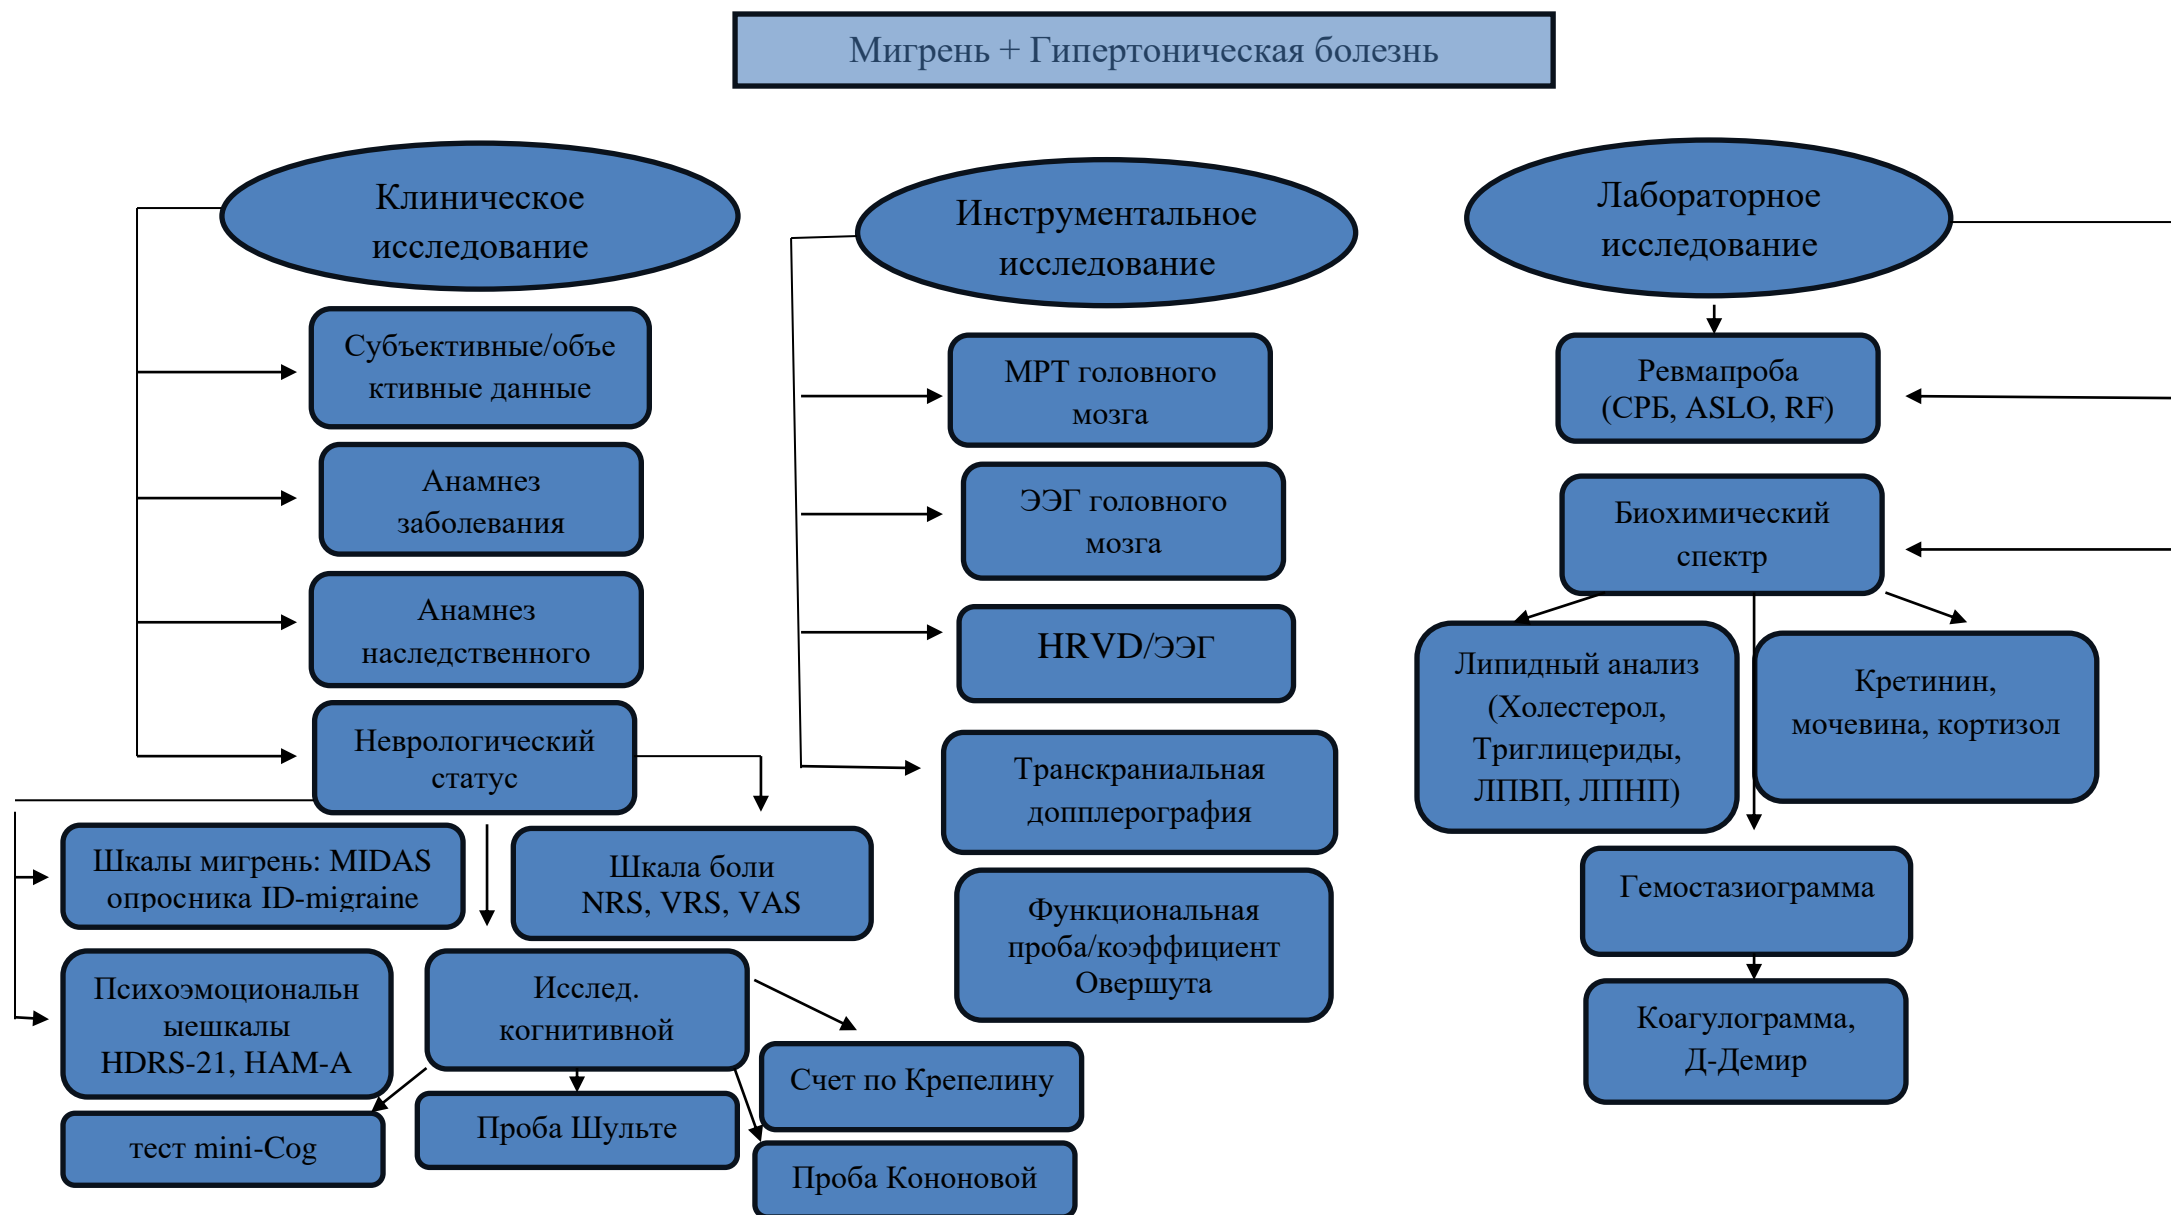 Мигрень + Гипертоническая болезнь
Клиническое
исследование
Субъективные/объе
ктивные данные
Анамнез
заболевания
Анамнез
наследственного
Неврологический
статус
Шкалы мигрень: MIDAS
опросника ID-migraine
Шкала боли
NRS, VRS, VAS
Психоэмоциональн
ыешкалы
HDRS-21, HAM-A
Исслед.
когнитивной
тест mini-Cog
Проба Шульте
Счет по Крепелину
Проба Кононовой
Инструментальное
исследование
МРТ головного
мозга
ЭЭГ головного
мозга
HRVD/ЭЭГ
Транскраниальная
допплерография
Функциональная
проба/коэффициент
Овершута
Лабораторное
исследование
Ревмапроба
(СРБ, ASLO, RF)
Биохимический
спектр
Липидный анализ
(Холестерол,
Триглицериды,
ЛПВП, ЛПНП)
Кретинин,
мочевина, кортизол
Гемостазиограмма
Коагулограмма,
Д-Демир